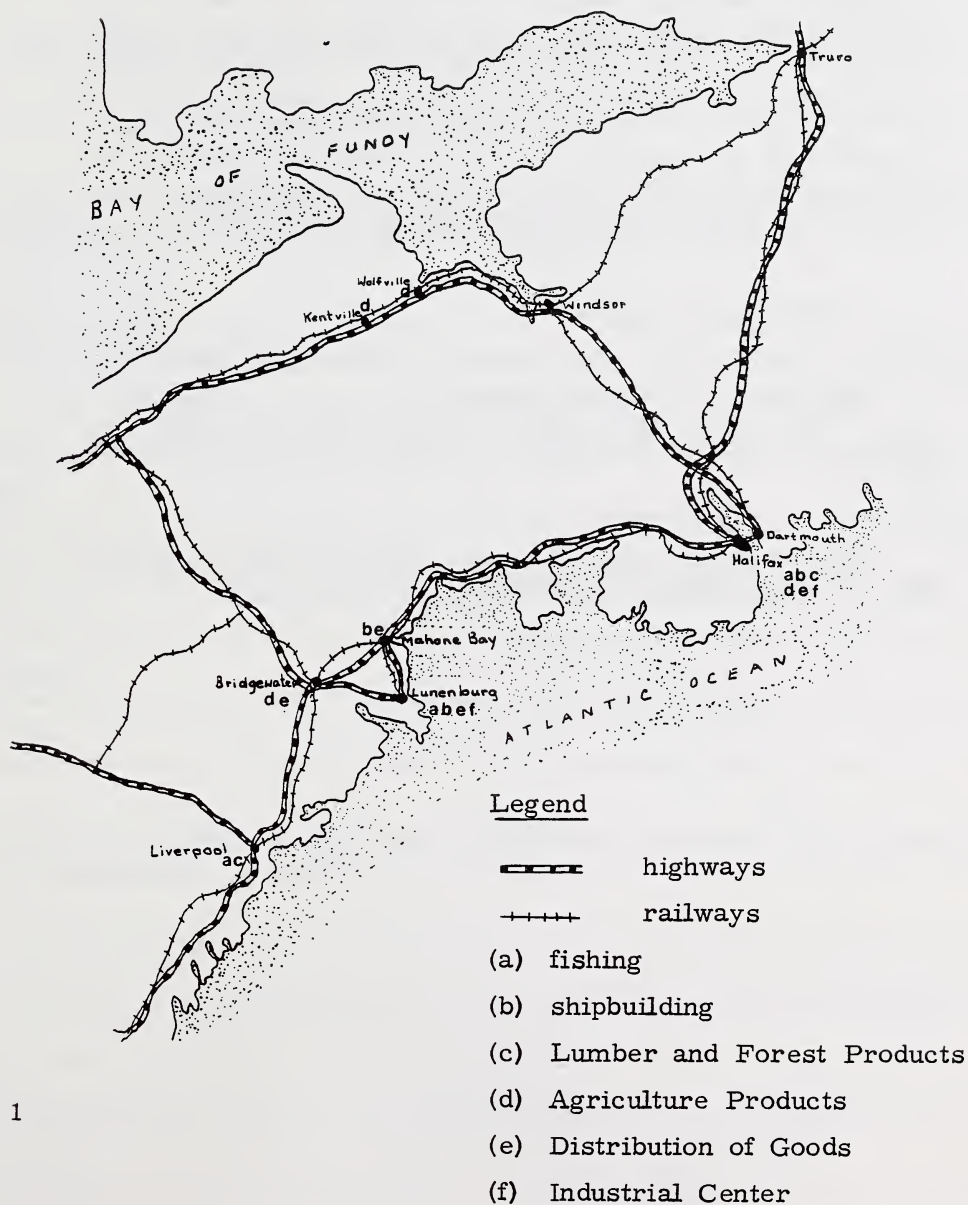 Truro
BAY OF FUNDY
Wolfville
d
d
Kentville
Windsor
Dartmouth
Halifax
abc
def
be
Mahone Bay
Bridgewater
de
Lunenburg
abef
ATLANTIC OCEAN
Liverpool
ac
Legend
highways
railways
(a) fishing
(b) shipbuilding
(c) Lumber and Forest Products
(d) Agriculture Products
(e) Distribution of Goods
(f) Industrial Center
1